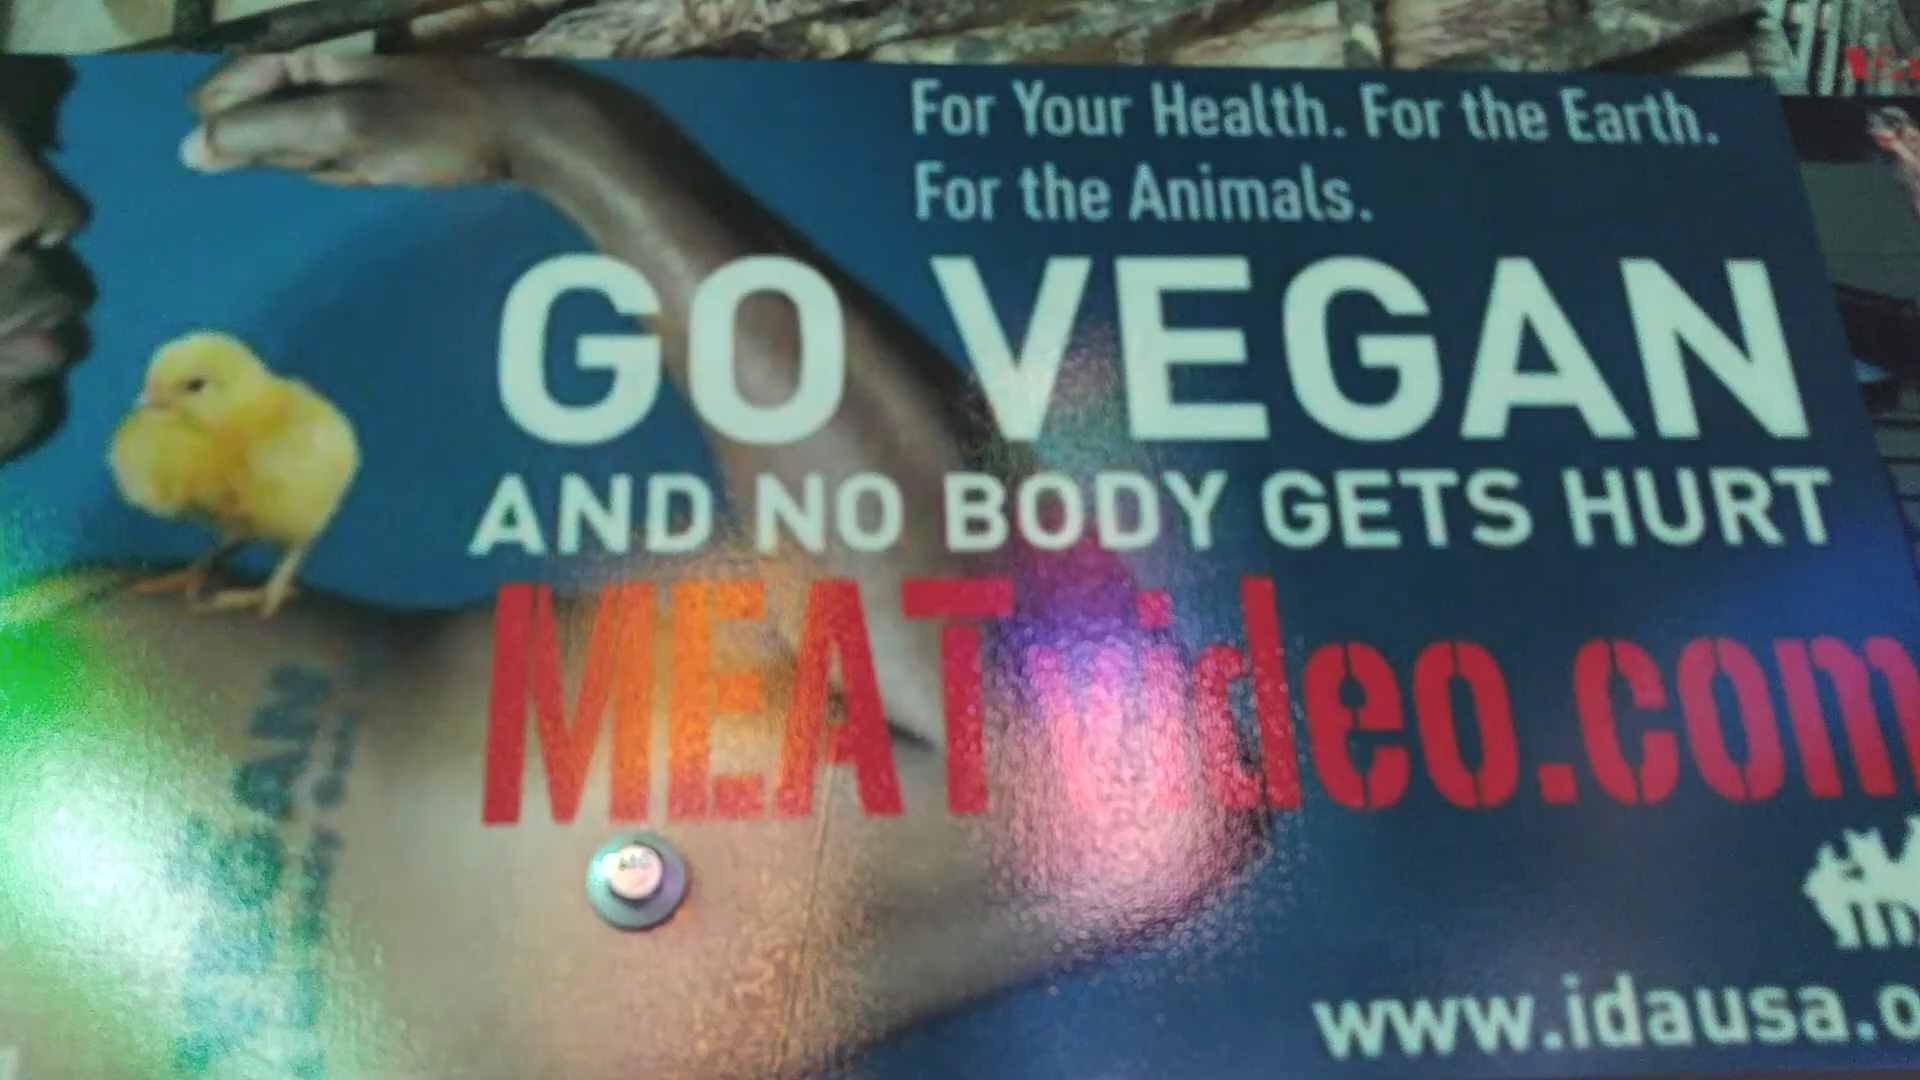 For Your Health. For the Earth.
For the Animals.
GO VEGAN
AND NO BODY GETS HURT
MEATvideo.com
www.idausa.o